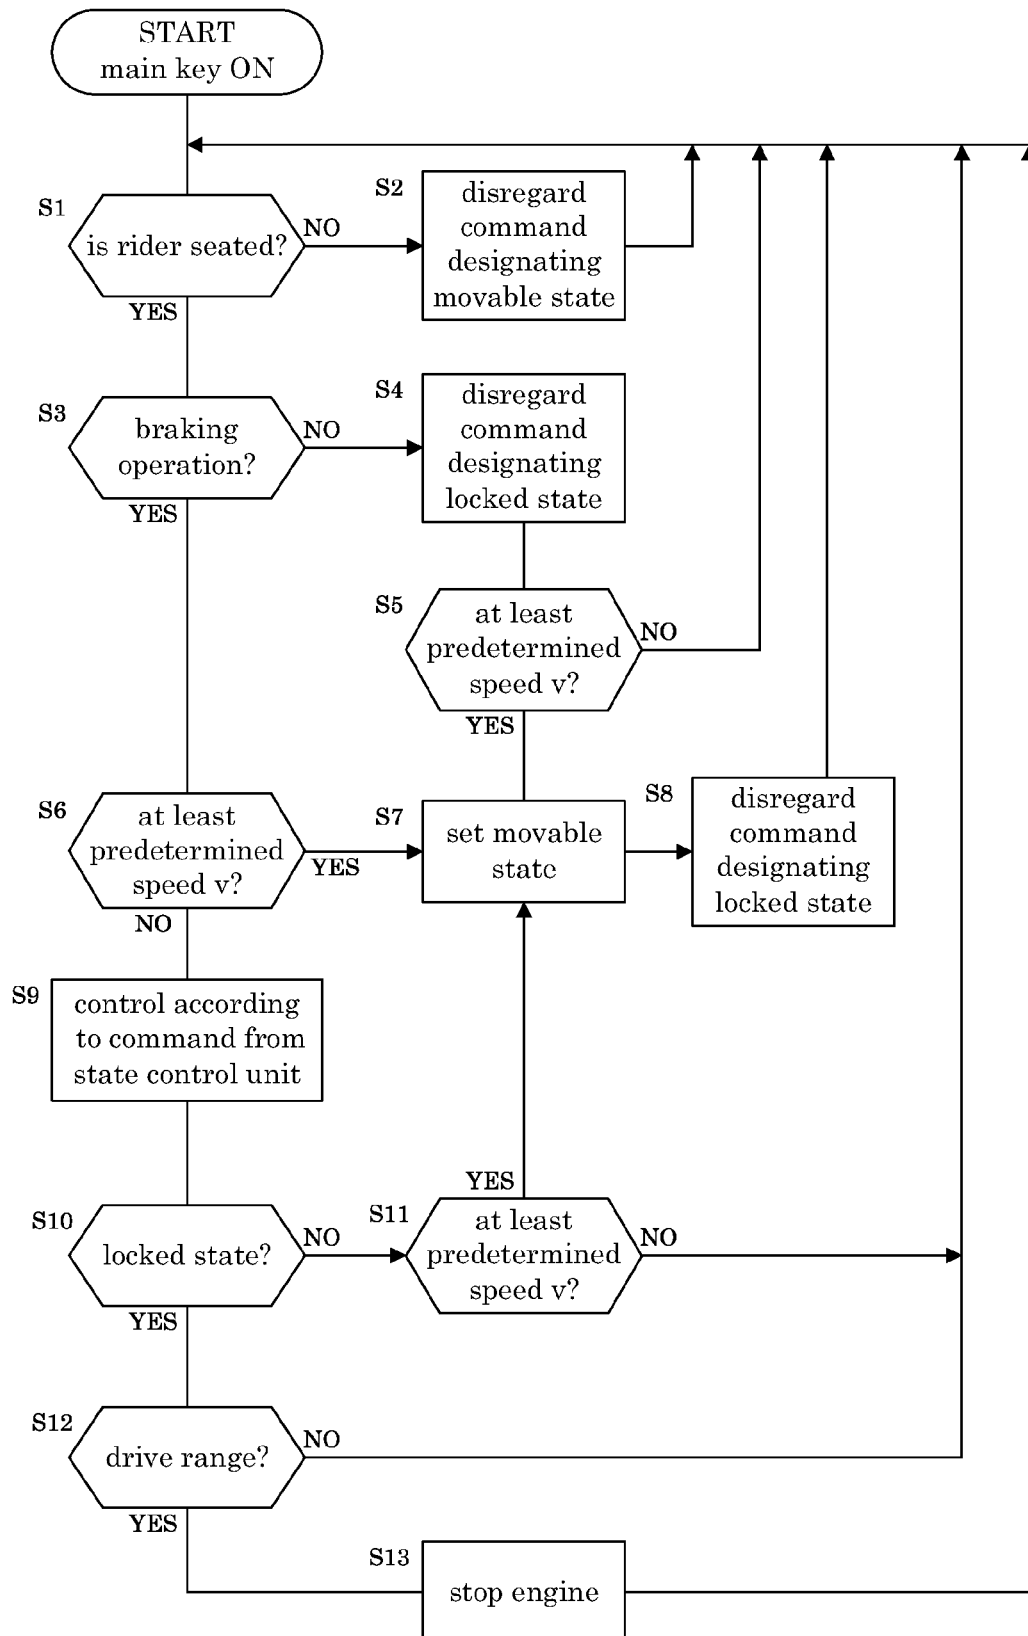 START
main key ON
S1
is rider seated?
NO
YES
S2
disregard
command
designating
movable state
S3
braking
operation?
NO
YES
S4
disregard
command
designating
locked state
S5
at least
predetermined
speed v?
NO
YES
S6
at least
predetermined
speed v?
YES
NO
S7
set movable
state
S8
disregard
command
designating
locked state
S9
control according
to command from
state control unit
S10
locked state?
NO
YES
S11
YES
at least
predetermined
speed v?
NO
S12
drive range?
NO
YES
S13
stop engine